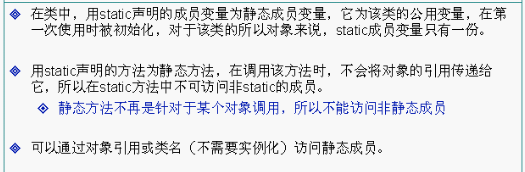 在类中，用static声明的成员变量为静态成员变量，它为该类的公用变量，在第
一次使用时被初始化，对于该类的所以对象来说，static成员变量只有一份。
用static声明的方法为静态方法，在调用该方法时，不会将对象的引用传递给
它，所以在static方法中不可访问非static的成员。
静态方法不再是针对于某个对象调用，所以不能访问非静态成员
可以通过对象引用或类名（不需要实例化）访问静态成员。